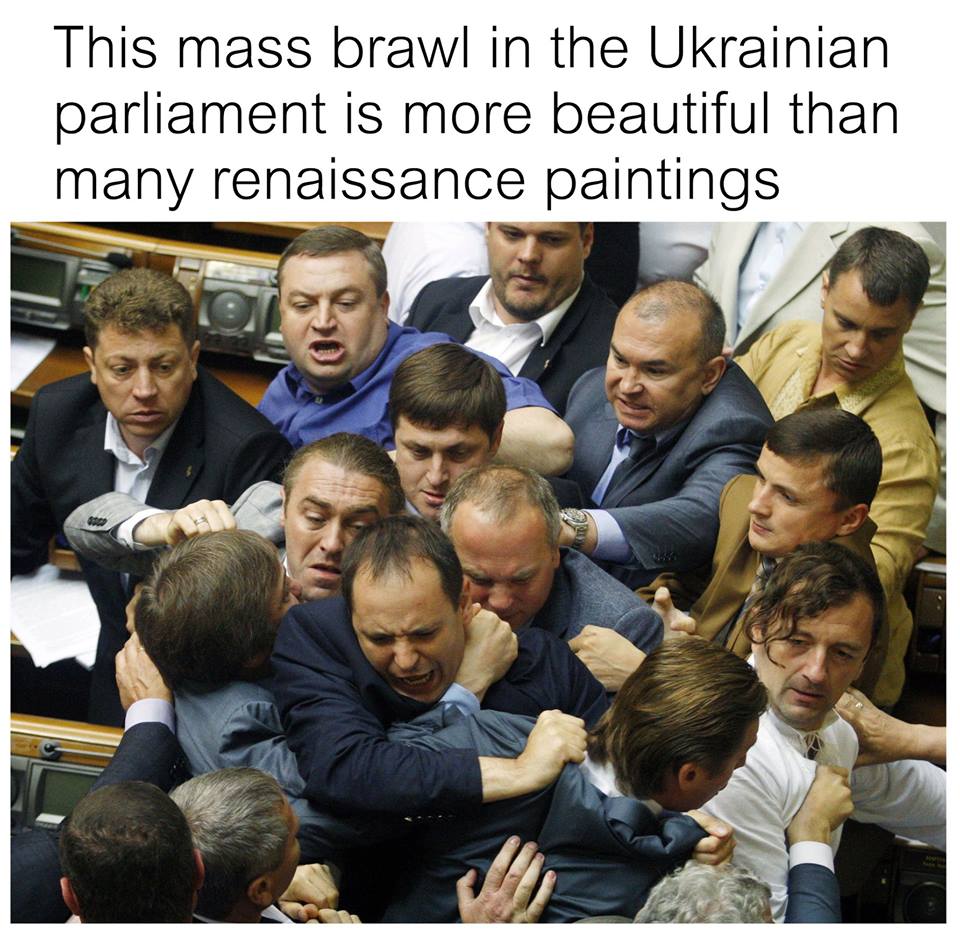 This mass brawl in the Ukrainian
parliament is more beautiful than
many renaissance paintings